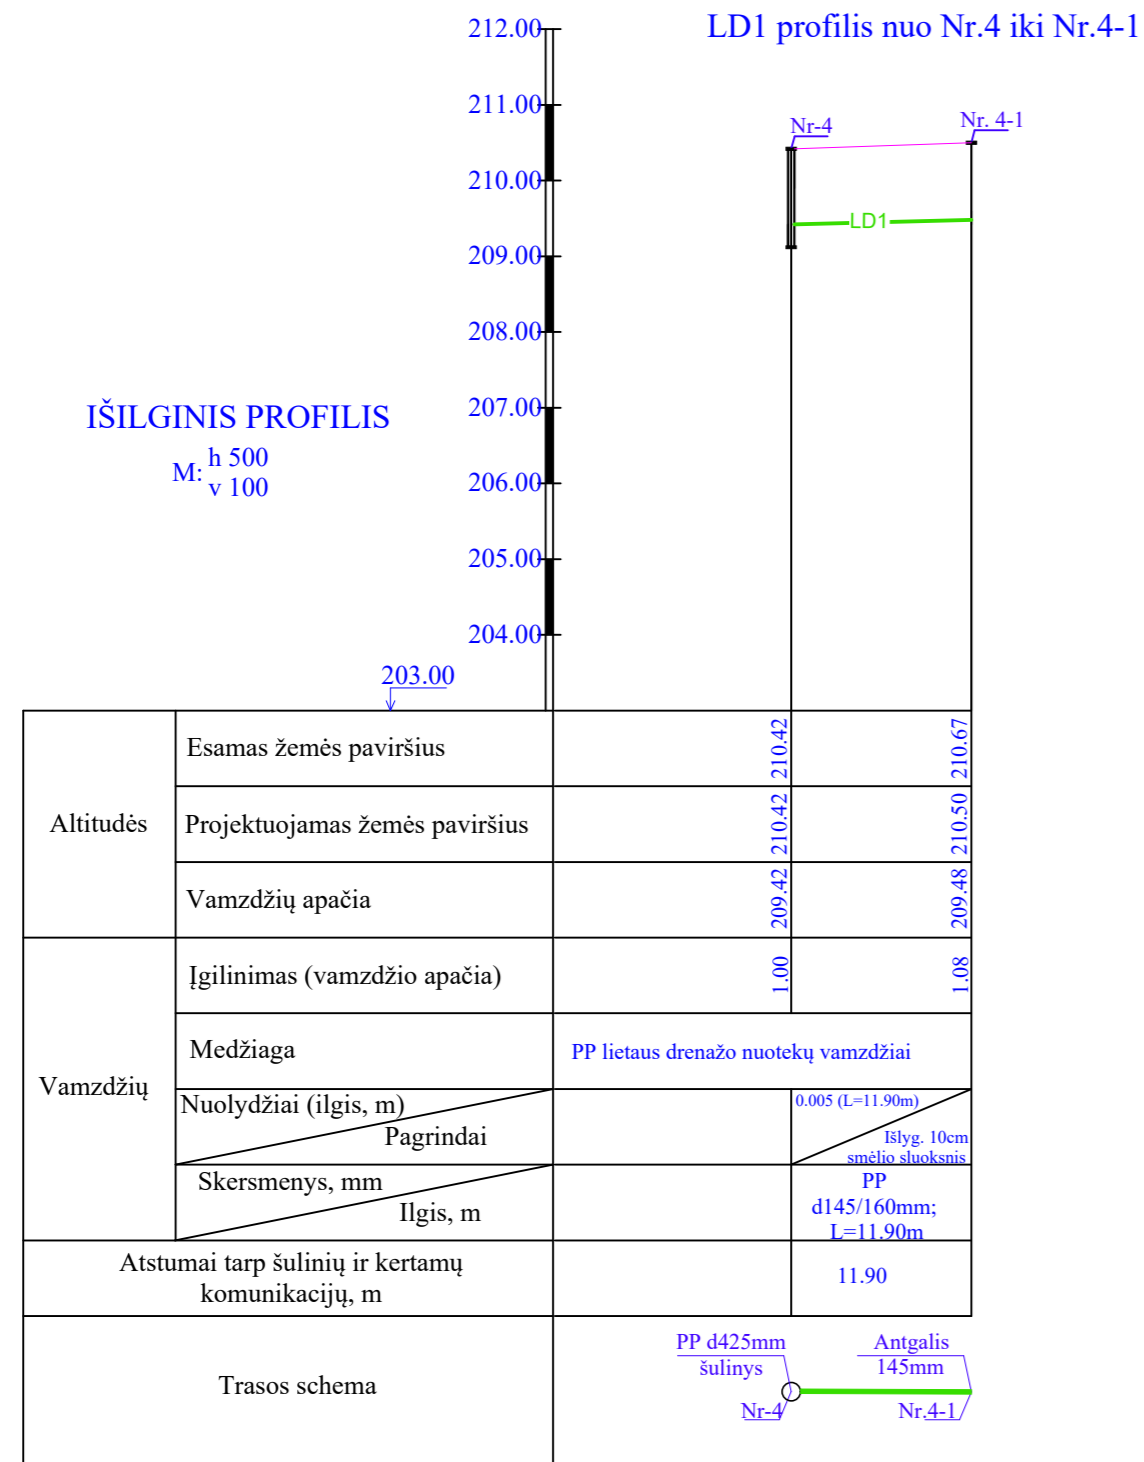 LD1 profilis nuo Nr.4 iki Nr.4-1
212.00
211.00
210.00
209.00
208.00
207.00
206.00
205.00
204.00
203.00
Nr-4
Nr. 4-1
LD1
IŠILGINIS PROFILIS
M: h 500
v 100
Altitudės
Esamas žemės paviršius
210.42
210.67
Projektuojamas žemės paviršius
210.42
210.50
Vamzdžių apačia
209.42
209.48
Vamzdžių
Įgilinimas (vamzdžio apačia)
1.00
1.08
Medžiaga
PP lietaus drenažo nuotekų vamzdžiai
Nuolydžiai (ilgis, m)
Pagrindai
0.005 (L=11.90m)
Išlyg. 10cm
smėlio sluoksnis
Skersmenys, mm
Ilgis, m
PP
d145/160mm;
L=11.90m
Atstumai tarp šulinių ir kertamų
komunikacijų, m
11.90
Trasos schema
PP d425mm
šulinys
Nr-4
Antgalis
145mm
Nr.4-1